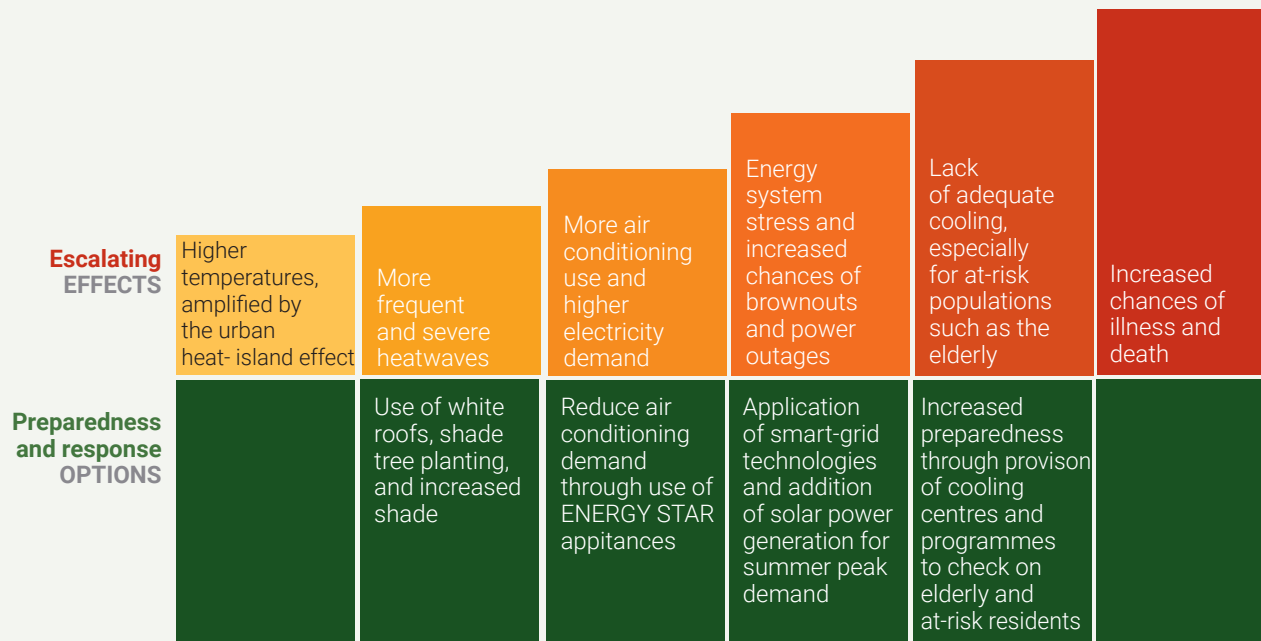 Escalating
EFFECTS
Higher
temperatures,
amplified by
the urban
heat- island effect
More
frequent
and severe
heatwaves
More air
conditioning
use and
higher
electricity
demand
Energy
system
stress and
increased
chances of
brownouts
and power
outages
Lack
of adequate
cooling,
especially
for at-risk
populations
such as the
elderly
Increased
chances of
illness and
death
Preparedness
and response
OPTIONS
Use of white
roofs, shade
tree planting,
and increased
shade
Reduce air
conditioning
demand
through use of
ENERGY STAR
appitances
Application
of smart-grid
technologies
and addition
of solar power
generation for
summer peak
demand
Increased
preparedness
through provison
of cooling
centres and
programmes
to check on
elderly and
at-risk residents